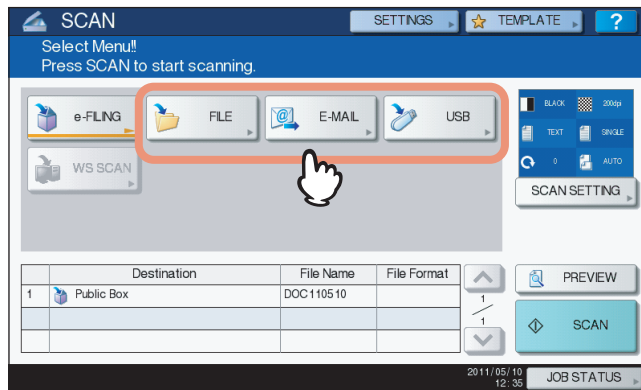 SCAN
SETTINGS
TEMPLATE
?
Select Menu!!
Press SCAN to start scanning.
e-FILING
FILE
E-MAIL
USB
WS SCAN
BLACK
200dpi
TEXT
SINGLE
0
AUTO
SCAN SETTING
Destination File Name File Format
1 Public Box DOC110510
1
1
PREVIEW
SCAN
2011/05/10
12:35
JOB STATUS